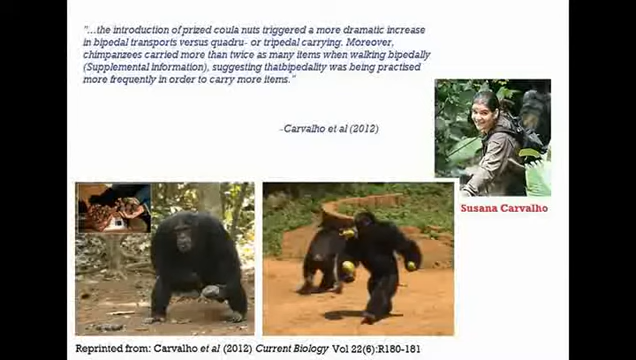 "...the introduction of prized coula nuts triggered a more dramatic increase
in bipedal transports versus quadru- or tripedal carrying. Moreover,
chimpanzees carried more than twice as many items when walking bipedally
(Supplemental information), suggesting thatbipedality was being practised
more frequently in order to carry more items."
-Carvalho et al (2012)
Susana Carvalho
Reprinted from: Carvalho et al (2012) Current Biology Vol 22(6):R180-181